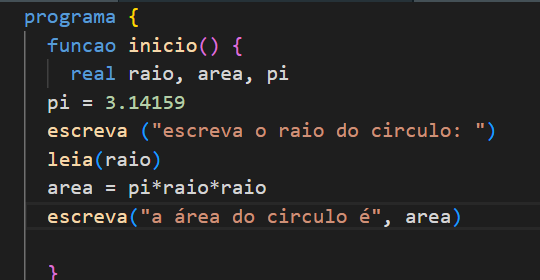 programa {
funcao inicio() {
real raio, area, pi
pi = 3.14159
escreva ("escreva o raio do circulo: ")
leia(raio)
area = pi*raio*raio
escreva("a área do circulo é", area)
}